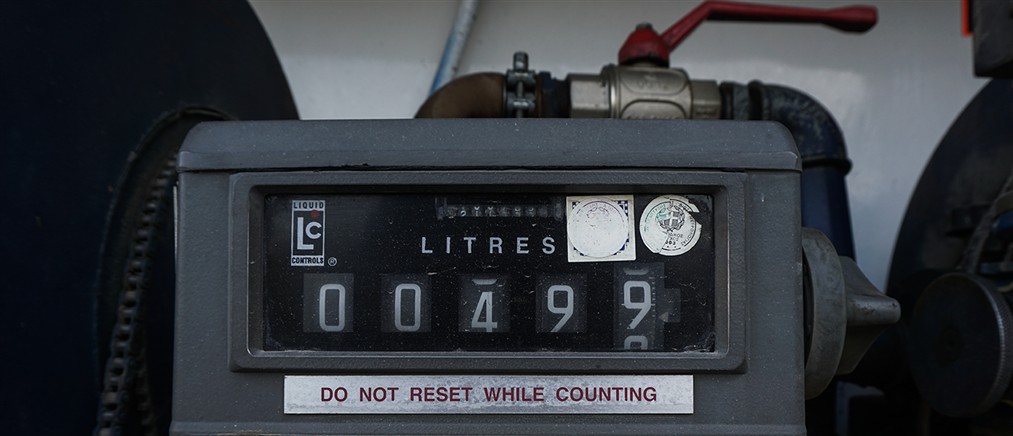 LIQUID
LC
CONTROLS ®
LITRES
0 0 4 9 9
DO NOT RESET WHILE COUNTING